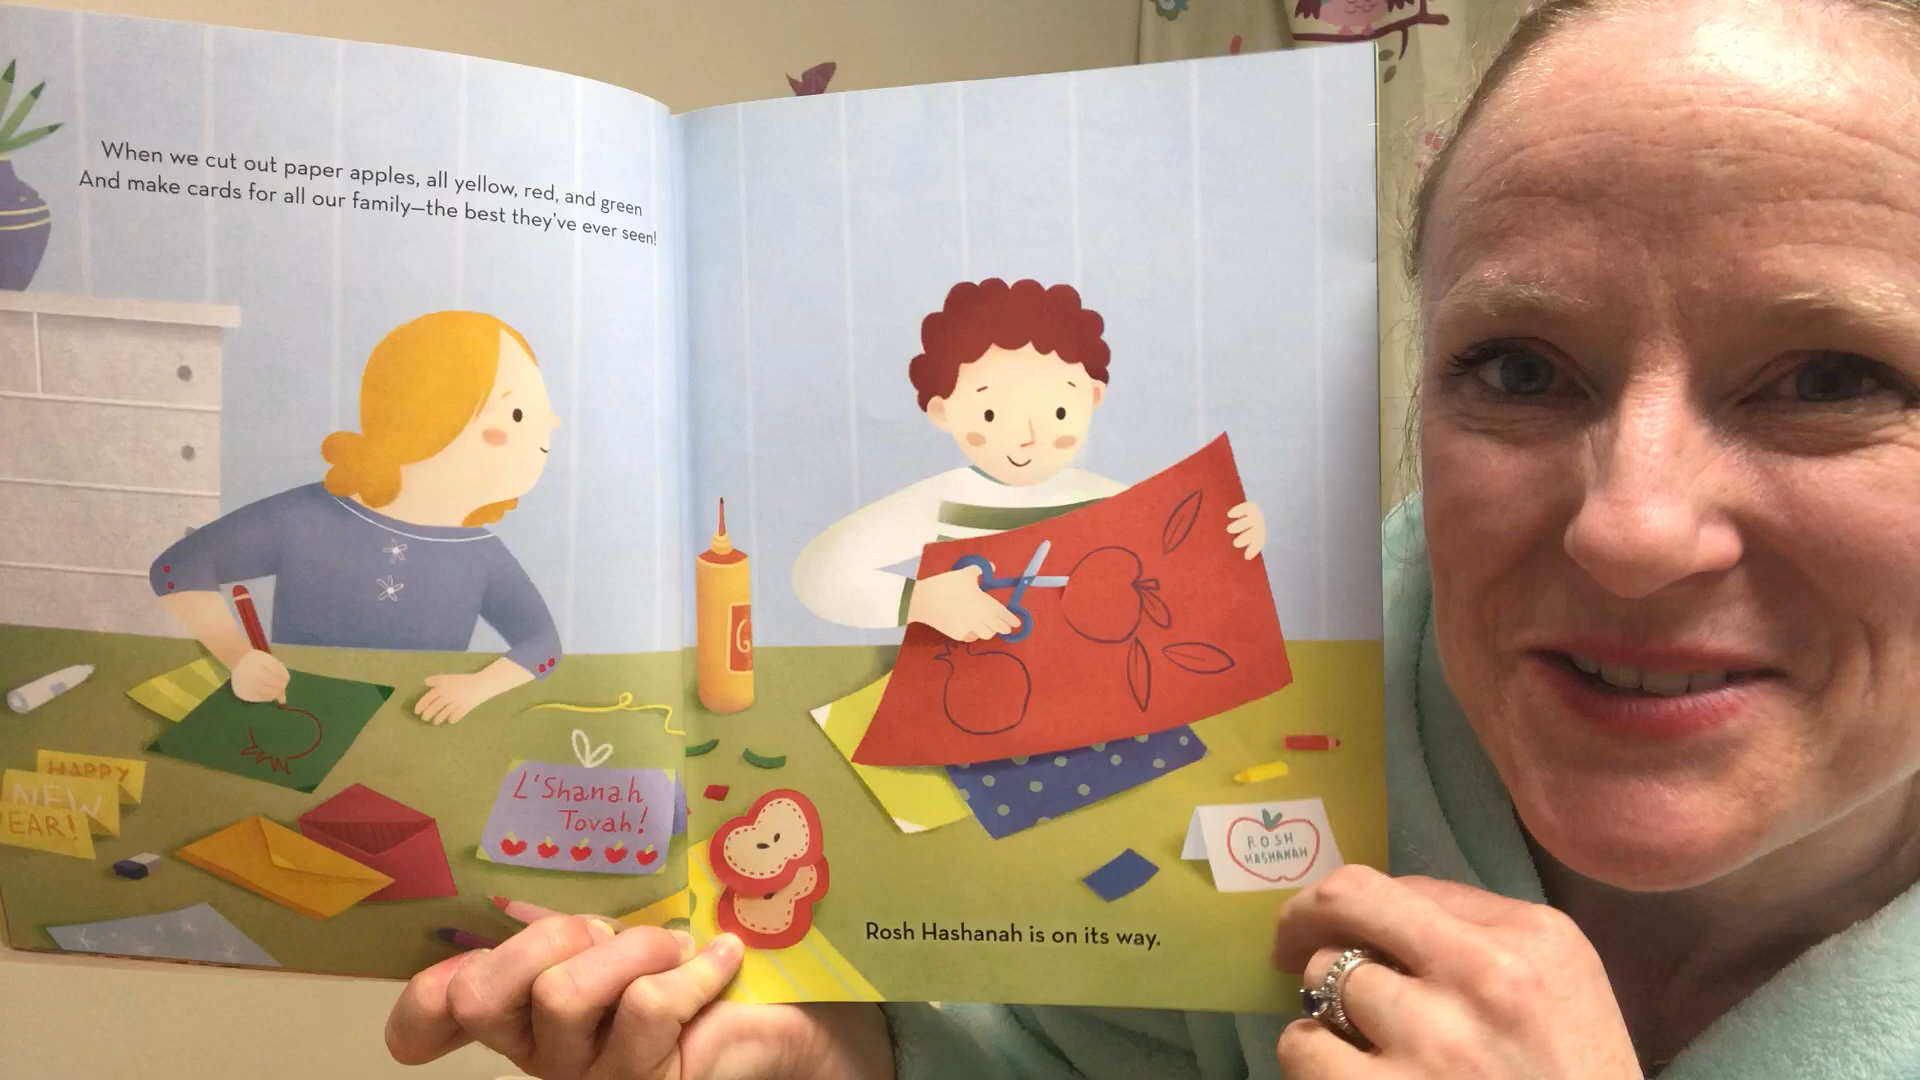 When we cut out paper apples, all yellow, red, and green
And make cards for all our family—the best they've ever seen!
HAPPY
NEW
EAR!
L'Shanah
Tovah!
G
ROSH
HASHANAH
Rosh Hashanah is on its way.